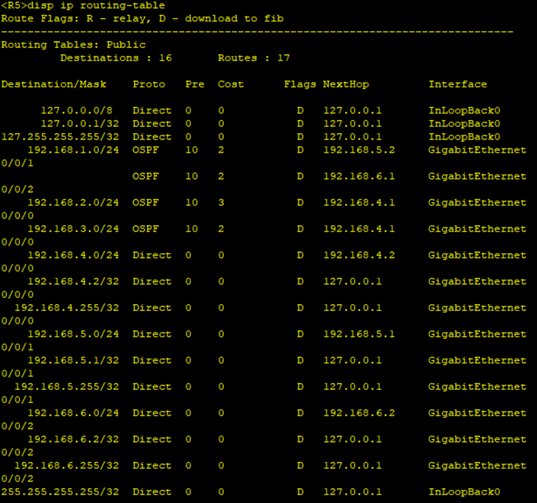 <R5>disp ip routing-table
Route Flags: R - relay, D - download to fib
------------------------------------------------------------------------------
Routing Tables: Public
         Destinations : 16       Routes : 17

Destination/Mask    Proto   Pre  Cost      Flags NextHop         Interface

      127.0.0.0/8   Direct  0    0           D   127.0.0.1       InLoopBack0
      127.0.0.1/32  Direct  0    0           D   127.0.0.1       InLoopBack0
127.255.255.255/32  Direct  0    0           D   127.0.0.1       InLoopBack0
    192.168.1.0/24  OSPF    10   2           D   192.168.5.2     GigabitEthernet
0/0/1
                    OSPF    10   2           D   192.168.6.1     GigabitEthernet
0/0/2
    192.168.2.0/24  OSPF    10   3           D   192.168.4.1     GigabitEthernet
0/0/0
    192.168.3.0/24  OSPF    10   2           D   192.168.4.1     GigabitEthernet
0/0/0
    192.168.4.0/24  Direct  0    0           D   192.168.4.2     GigabitEthernet
0/0/0
    192.168.4.2/32  Direct  0    0           D   127.0.0.1       GigabitEthernet
0/0/0
  192.168.4.255/32  Direct  0    0           D   127.0.0.1       GigabitEthernet
0/0/0
    192.168.5.0/24  Direct  0    0           D   192.168.5.1     GigabitEthernet
0/0/1
    192.168.5.1/32  Direct  0    0           D   127.0.0.1       GigabitEthernet
0/0/1
  192.168.5.255/32  Direct  0    0           D   127.0.0.1       GigabitEthernet
0/0/1
    192.168.6.0/24  Direct  0    0           D   192.168.6.2     GigabitEthernet
0/0/2
    192.168.6.2/32  Direct  0    0           D   127.0.0.1       GigabitEthernet
0/0/2
  192.168.6.255/32  Direct  0    0           D   127.0.0.1       GigabitEthernet
0/0/2
255.255.255.255/32  Direct  0    0           D   127.0.0.1       InLoopBack0